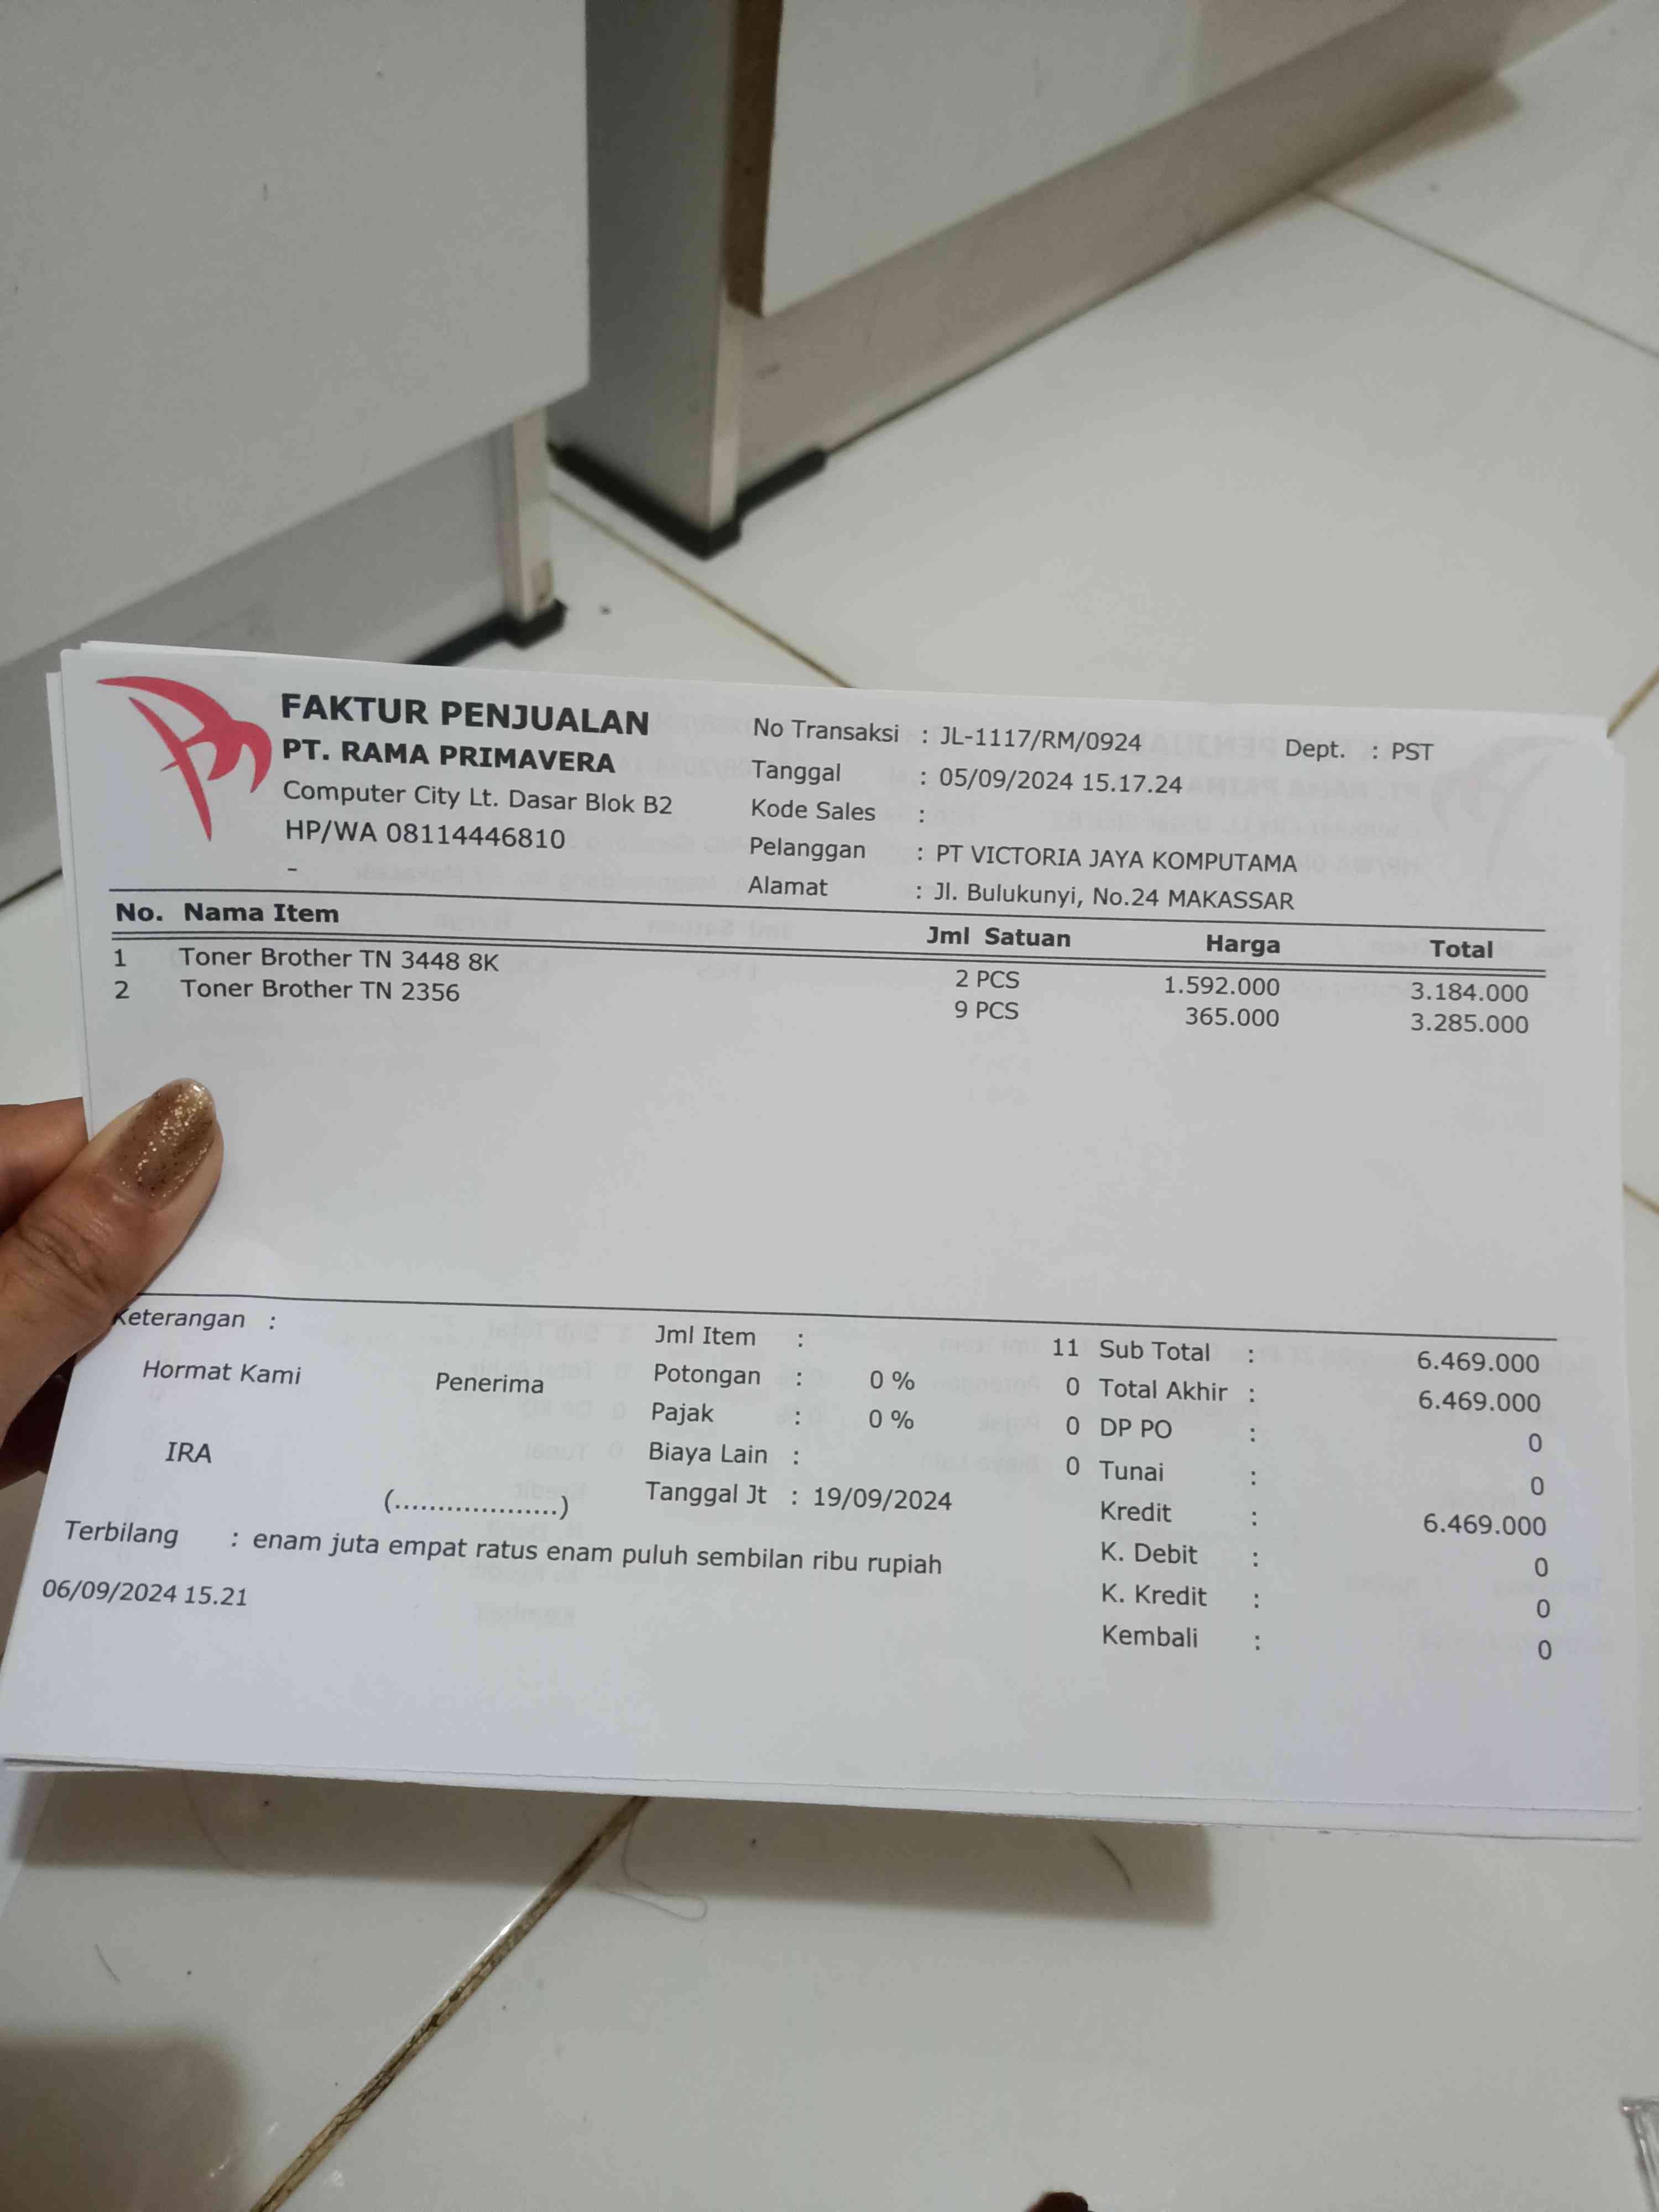 FAKTUR PENJUALAN
PT. RAMA PRIMAVERA
Computer City Lt. Dasar Blok B2
HP/WA 08114446810
-
No Transaksi : JL-1117/RM/0924 Dept. : PST
Tanggal : 05/09/2024 15.17.24
Kode Sales :
Pelanggan : PT VICTORIA JAYA KOMPUTAMA
Alamat : Jl. Bulukunyi, No.24 MAKASSAR
No. Nama Item Jml Satuan Harga Total
1 Toner Brother TN 3448 8K 2 PCS 1.592.000 3.184.000
2 Toner Brother TN 2356 9 PCS 365.000 3.285.000
Keterangan :
Hormat Kami Penerima
IRA
(...................)
Jml Item : 11
Potongan : 0 % 0
Pajak : 0 % 0
Biaya Lain : 0
Tanggal Jt : 19/09/2024
Sub Total : 6.469.000
Total Akhir : 6.469.000
DP PO : 0
Tunai : 0
Kredit : 6.469.000
K. Debit : 0
K. Kredit : 0
Kembali : 0
Terbilang : enam juta empat ratus enam puluh sembilan ribu rupiah
06/09/2024 15.21